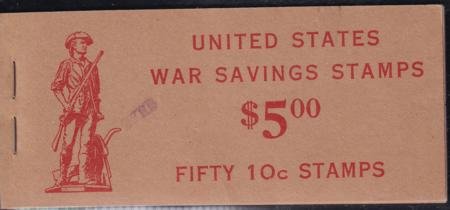 UNITED STATES
WAR SAVINGS STAMPS
$5.00
FIFTY 10c STAMPS